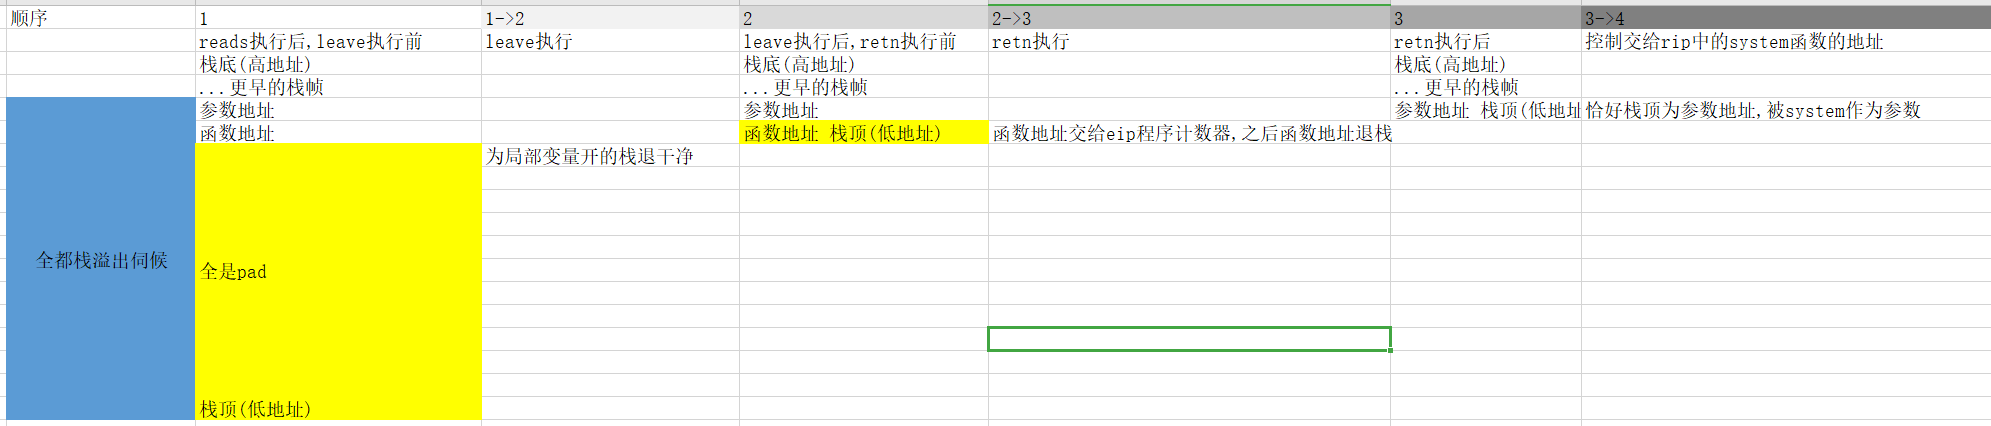 顺序 1 1->2 2 2->3 3 3->4
reads执行后,leave执行前 leave执行 leave执行后,retn执行前 retn执行 retn执行后 控制交给rip中的system函数的地址
栈底(高地址) 栈底(高地址) 栈底(高地址)
...更早的栈帧 ...更早的栈帧 ...更早的栈帧
参数地址 参数地址 参数地址 栈顶(低地址 恰好栈顶为参数地址,被system作为参数
函数地址 函数地址 栈顶(低地址) 函数地址交给eip程序计数器,之后函数地址退栈
为局部变量开的栈退干净
全都栈溢出伺候
全是pad
栈顶(低地址)